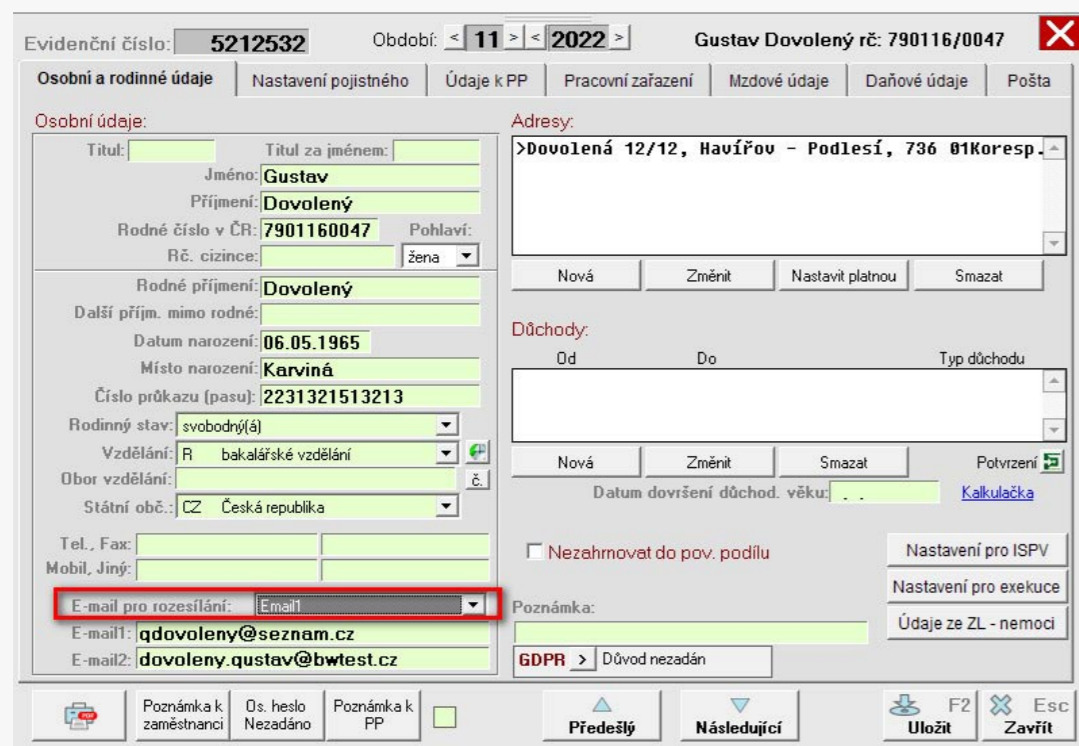 Evidenční číslo: 5212532 Období: < 11 > < 2022 > Gustav Dovolený rč: 790116/0047
Osobní a rodinné údaje Nastavení pojistného Údaje k PP Pracovní zařazení Mzdové údaje Daňové údaje Pošta
Osobní údaje:
Titul: Titul za jménem:
Jméno: Gustav
Příjmení: Dovolený
Rodné číslo v ČR: 7901160047 Pohlaví:
Rč. cizince: žena
Rodné příjmení: Dovolený
Další příjm. mimo rodné:
Datum narození: 06.05.1965
Místo narození: Karviná
Číslo průkazu (pasu): 2231321513213
Rodinný stav: svobodný(á)
Vzdělání: R bakalářské vzdělání
Obor vzdělání: č.
Státní obč.: CZ Česká republika
Tel., Fax:
Mobil, Jiný:
E-mail pro rozesílání: Email1
E-mail1: qdovoleny@seznam.cz
E-mail2: dovoleny.qustav@bwtest.cz
Adresy:
>Dovolená 12/12, Havířov - Podlesí, 736 01Koresp.
Nová Změnit Nastavit platnou Smazat
Důchody:
Od Do Typ důchodu
Nová Změnit Smazat Potvrzení
Datum dovršení důchod. věku: . . Kalkulačka
Nezahrnovat do pov. podílu
Nastavení pro ISPV
Nastavení pro exekuce
Údaje ze ZL - nemoci
Poznámka:
GDPR > Důvod nezadán
PDF
Poznámka k zaměstnanci
Os. heslo Nezadáno
Poznámka k PP
Předešlý
Následující
F2 Uložit
Esc Zavřít